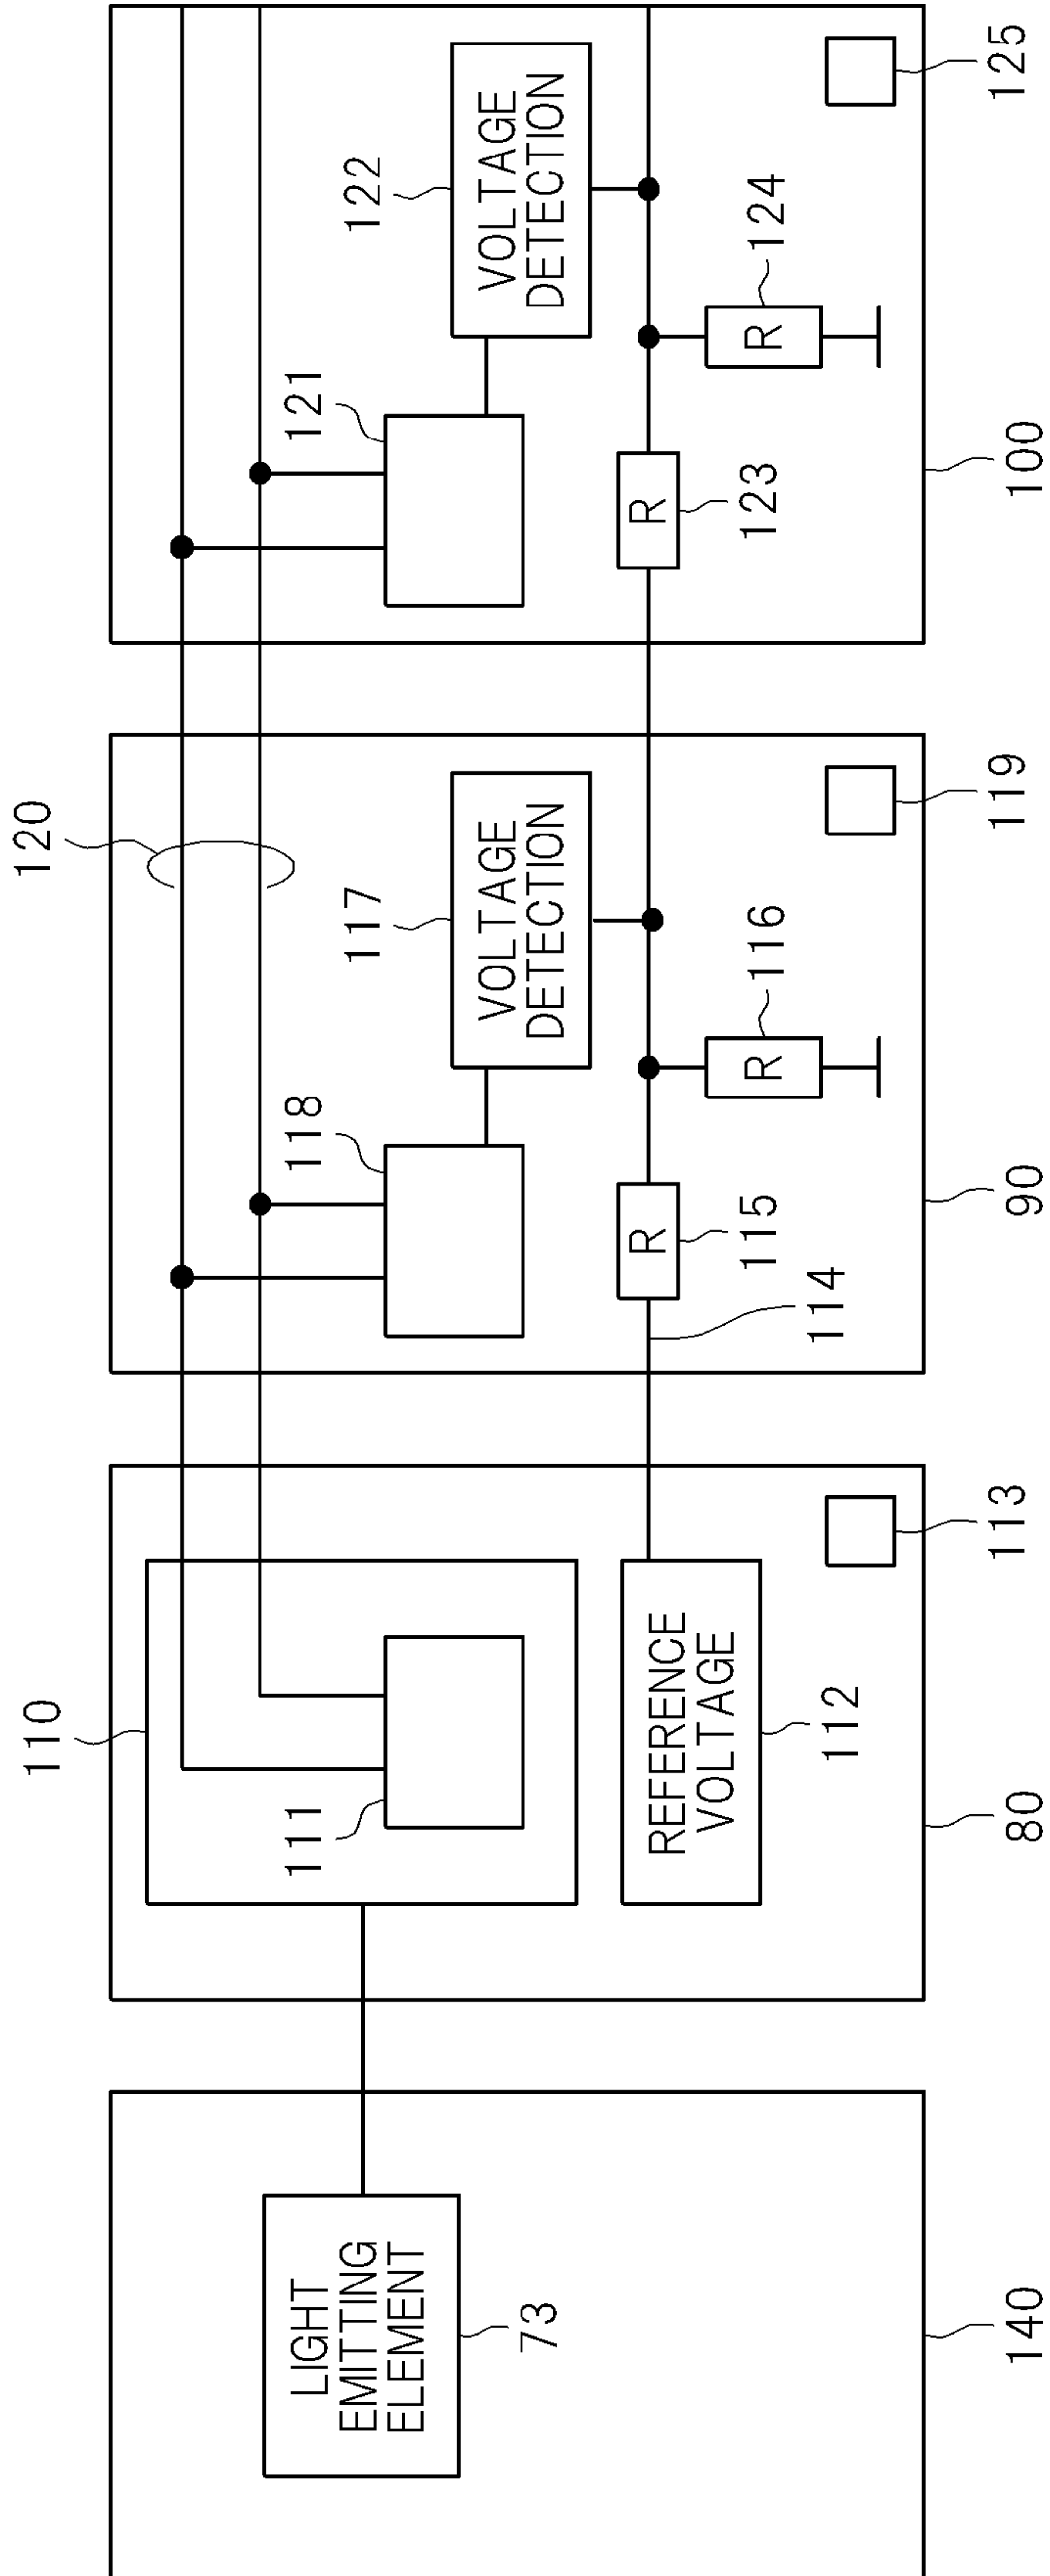 120
110
111
118
121
117
122
VOLTAGE
DETECTION
VOLTAGE
DETECTION
LIGHT
EMITTING
ELEMENT
73
REFERENCE
VOLTAGE
112
114
R
115
R
116
R
123
R
124
113
119
125
140
80
90
100